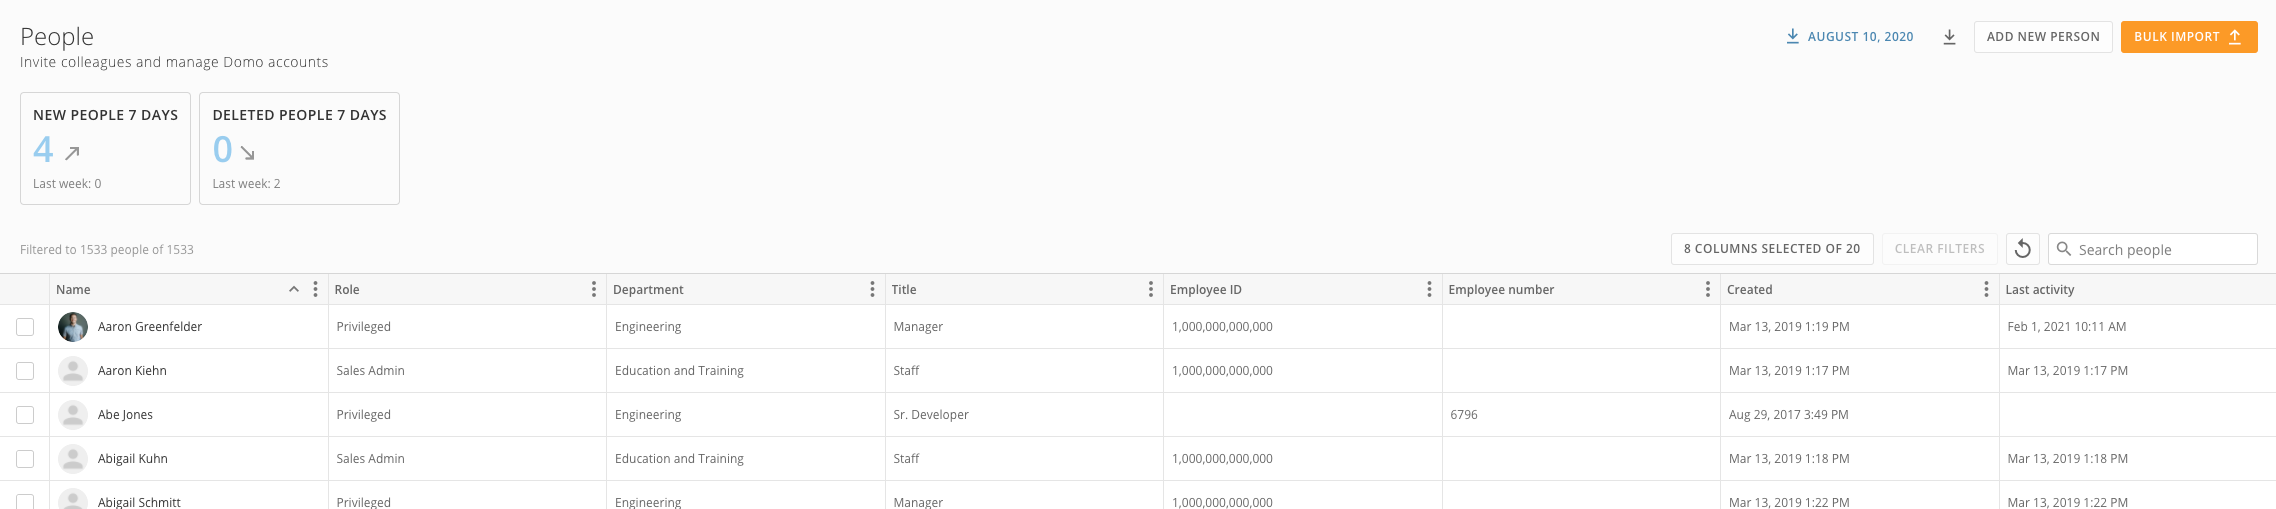 People
Invite colleagues and manage Domo accounts
AUGUST 10, 2020
ADD NEW PERSON
BULK IMPORT
NEW PEOPLE 7 DAYS
4
Last week: 0
DELETED PEOPLE 7 DAYS
0
Last week: 2
Filtered to 1533 people of 1533
8 COLUMNS SELECTED OF 20
CLEAR FILTERS
Search people
Name Role Department Title Employee ID Employee number Created Last activity
Aaron Greenfelder Privileged Engineering Manager 1,000,000,000,000 Mar 13, 2019 1:19 PM Feb 1, 2021 10:11 AM
Aaron Kiehn Sales Admin Education and Training Staff 1,000,000,000,000 Mar 13, 2019 1:17 PM Mar 13, 2019 1:17 PM
Abe Jones Privileged Engineering Sr. Developer 6796 Aug 29, 2017 3:49 PM
Abigail Kuhn Sales Admin Education and Training Staff 1,000,000,000,000 Mar 13, 2019 1:18 PM Mar 13, 2019 1:18 PM
Abigail Schmitt Privileged Engineering Manager 1,000,000,000,000 Mar 13, 2019 1:22 PM Mar 13, 2019 1:22 PM